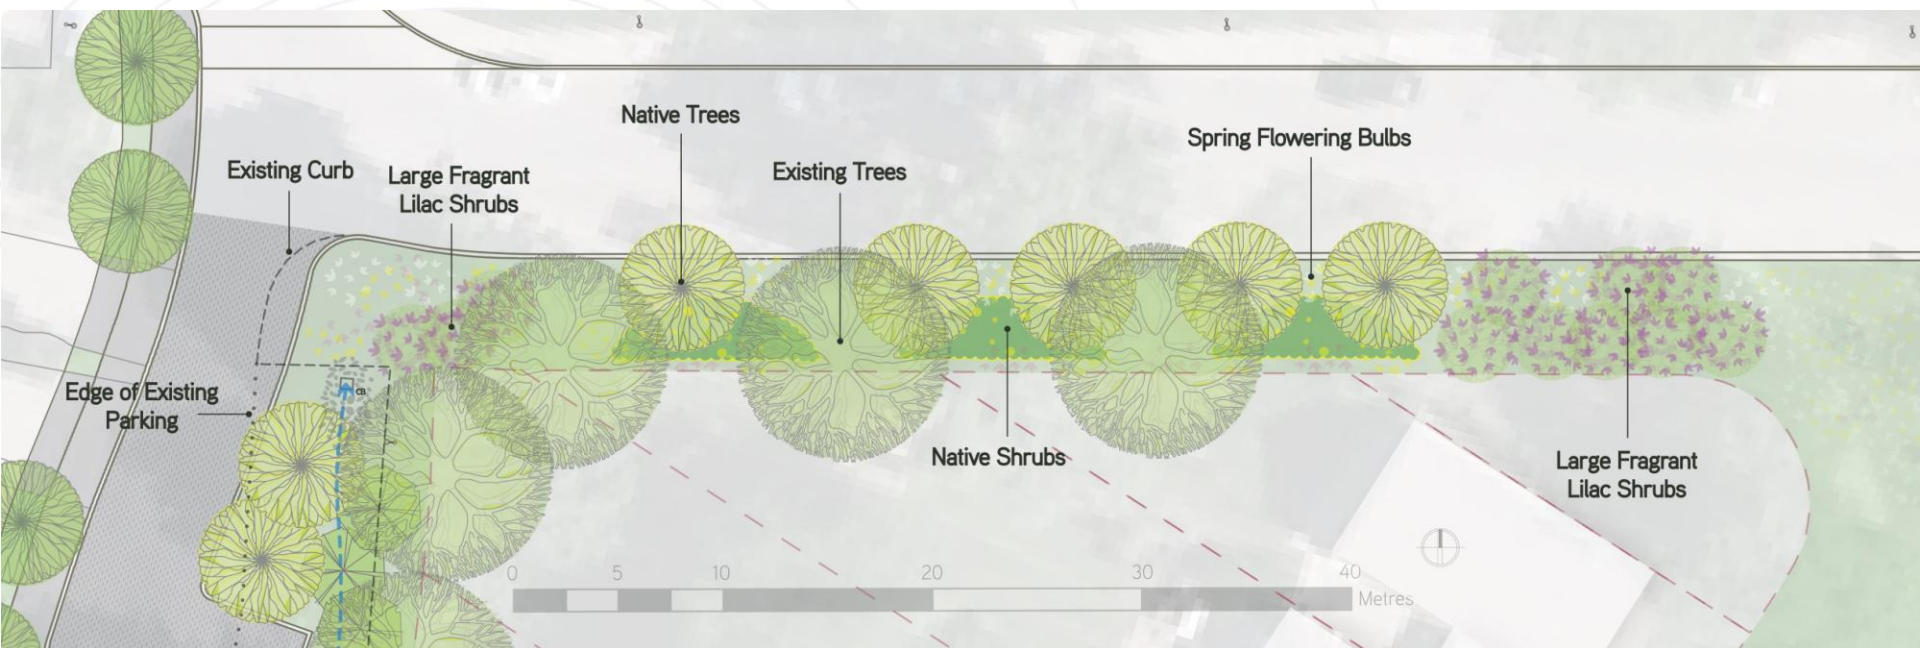 Native Trees
Spring Flowering Bulbs
Existing Curb
Large Fragrant
Lilac Shrubs
Existing Trees
Edge of Existing
Parking
CB
Native Shrubs
Large Fragrant
Lilac Shrubs
0 5 10 20 30 40
Metres